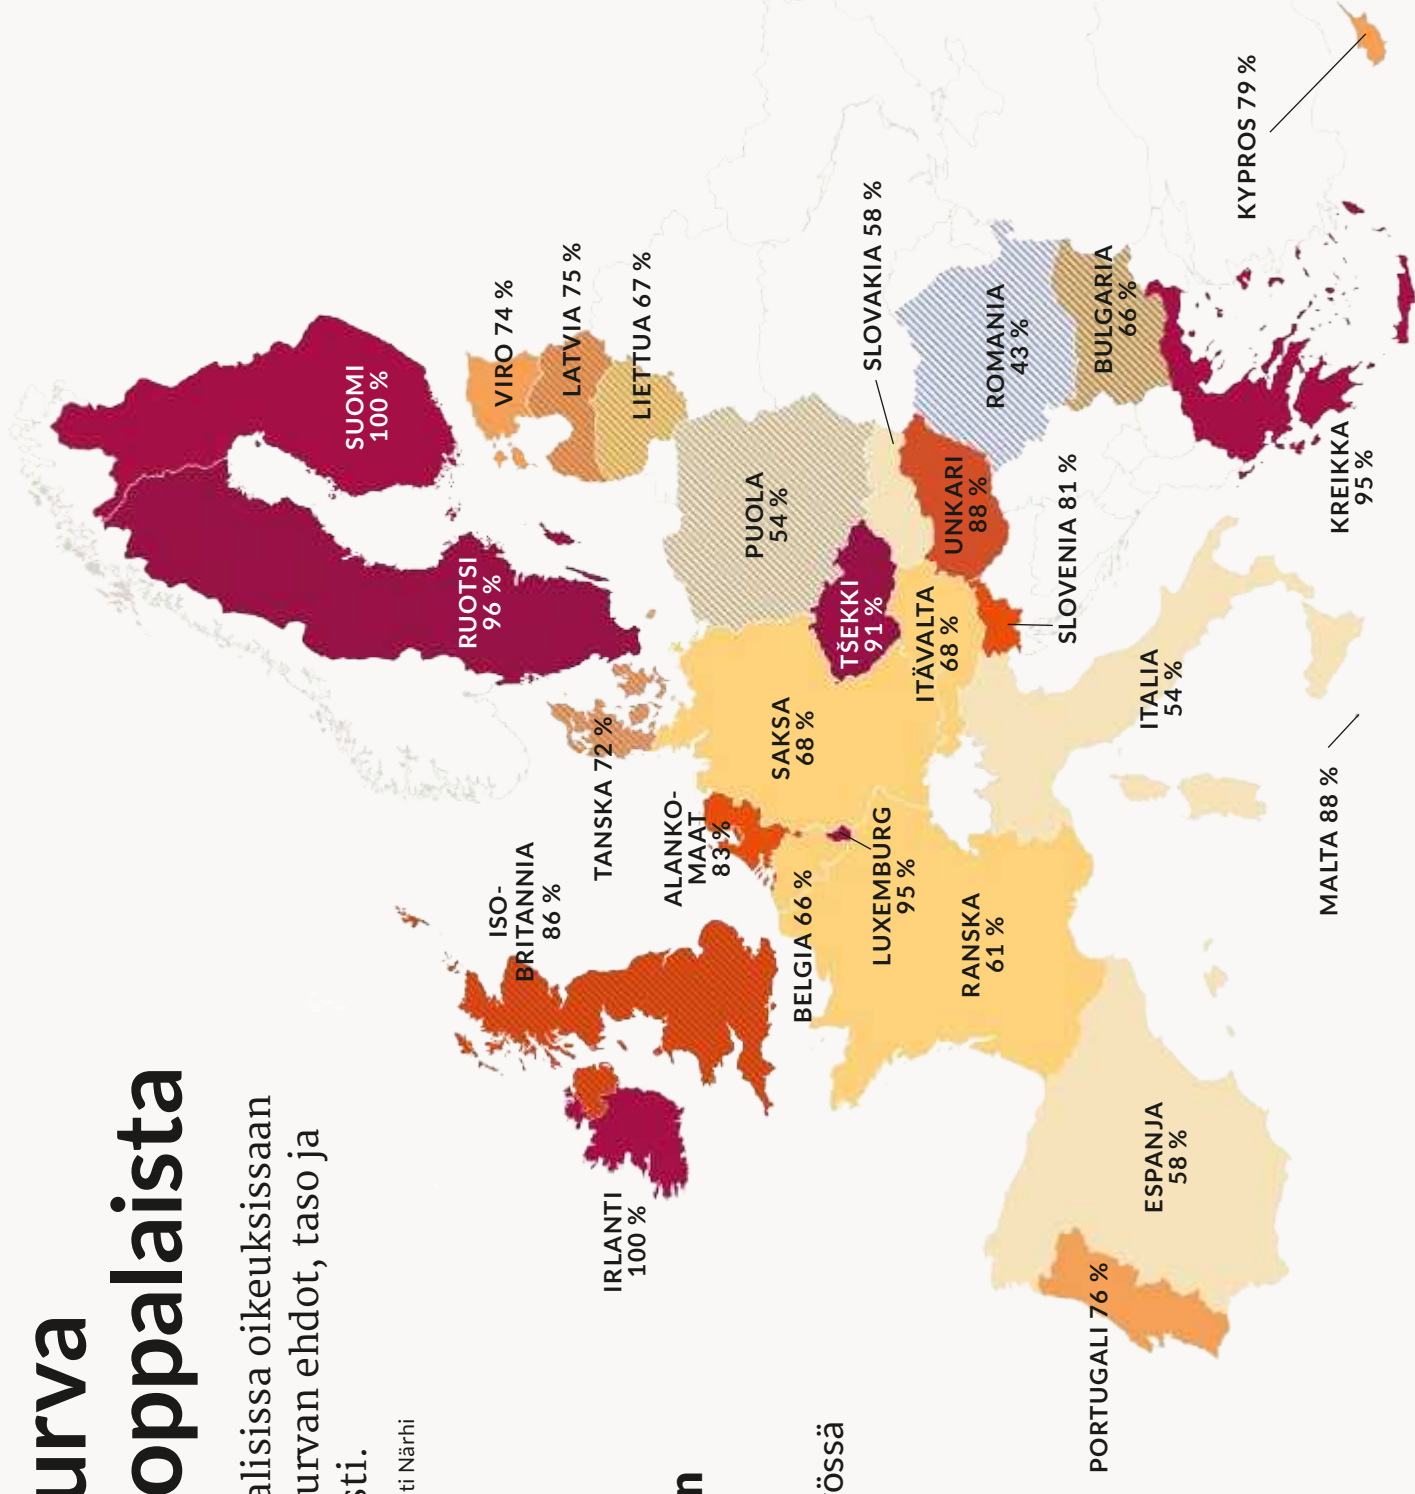 urva
oppalaista
alisissa oikeuksissaan
urvan ehdot, taso ja
sti.
ti Närhi
n
össä
SUOMI
100 %
RUOTSI
96 %
VIRO 74 %
LATVIA 75 %
LIETTUA 67 %
TANSKA 72 %
ISO-
BRITANNIA
86 %
IRLANTI
100 %
ALANKO-
MAAT
83 %
BELGIA 66 %
LUXEMBURG
95 %
SAKSA
68 %
PUOLA
54 %
TŠEKKI
91 %
SLOVAKIA 58 %
ITÄVALTA
68 %
UNKARI
88 %
SLOVENIA 81 %
ROMANIA
43 %
BULGARIA
66 %
RANSKA
61 %
ESPANJA
58 %
PORTUGALI 76 %
ITALIA
54 %
MALTA 88 %
KREIKKA
95 %
KYPROS 79 %